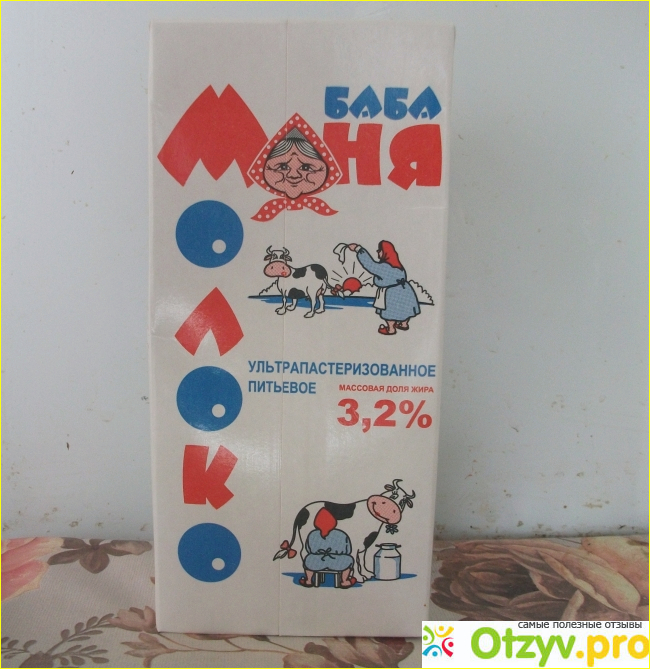 БАБА
МАНЯ
МОЛОКО
УЛЬТРАПАСТЕРИЗОВАННОЕ
ПИТЬЕВОЕ
МАССОВАЯ ДОЛЯ ЖИРА
3,2%
самые полезные отзывы
Otzyv.pro